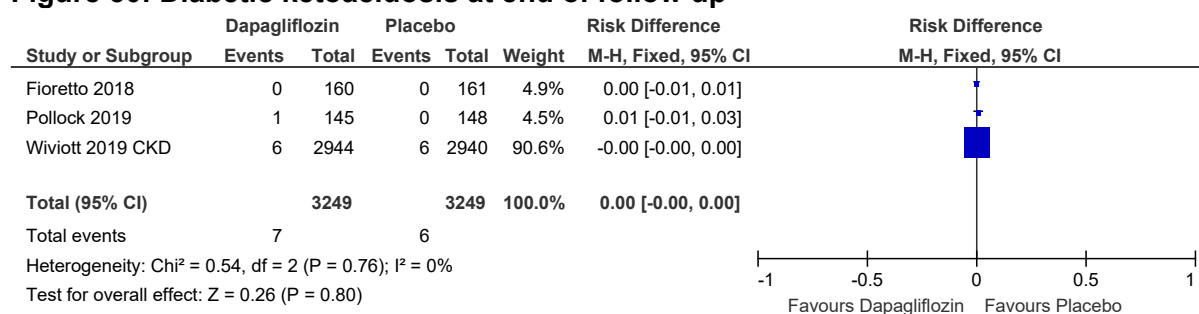 Figure 60: Diabetic ketoacidosis at end of follow-up
Dapagliflozin Placebo Risk Difference Risk Difference
Study or Subgroup Events Total Events Total Weight M-H, Fixed, 95% CI M-H, Fixed, 95% CI
Fioretto 2018 0 160 0 161 4.9% 0.00 [-0.01, 0.01]
Pollock 2019 1 145 0 148 4.5% 0.01 [-0.01, 0.03]
Wiviott 2019 CKD 6 2944 6 2940 90.6% -0.00 [-0.00, 0.00]
Total (95% CI) 3249 3249 100.0% 0.00 [-0.00, 0.00]
Total events 7 6
Heterogeneity: Chi² = 0.54, df = 2 (P = 0.76); I² = 0%
Test for overall effect: Z = 0.26 (P = 0.80)
-1 -0.5 0 0.5 1
Favours Dapagliflozin Favours Placebo